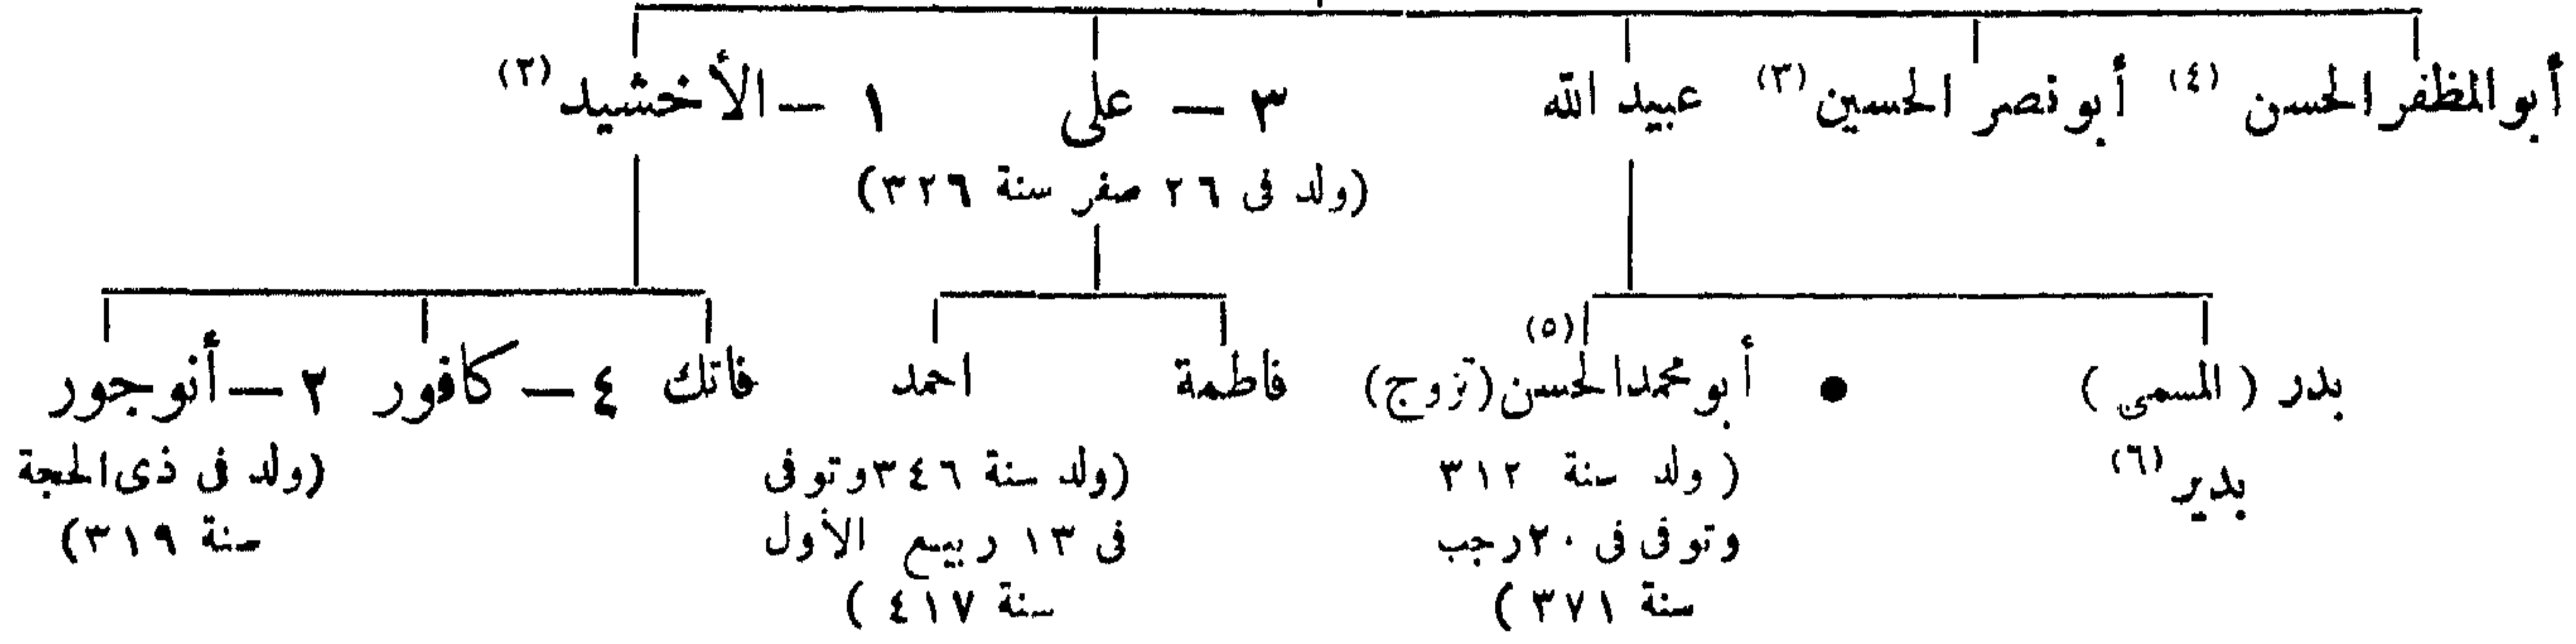 أبو المظفر الحسن (٤) أبو نصر الحسين (٣) عبيد الله ٣ – على ١ – الأخشيد (٢)
(ولد فى ٢٦ صفر سنة ٣٢٦)
بدر ( المسمى ) • أبو محمد الحسن (تزوج) (٥) فاطمة احمد فاتك ٤ – كافور ٢ – أنوجور
بدير (٦) ( ولد سنة ٣١٢ (ولد سنة ٣٤٦ وتوفى (ولد فى ذى الحجة
وتوفى فى ٢٠ رجب فى ١٣ ربيع الأول سنة ٣١٩)
سنة ٣٧١ ) سنة ٤١٧ )